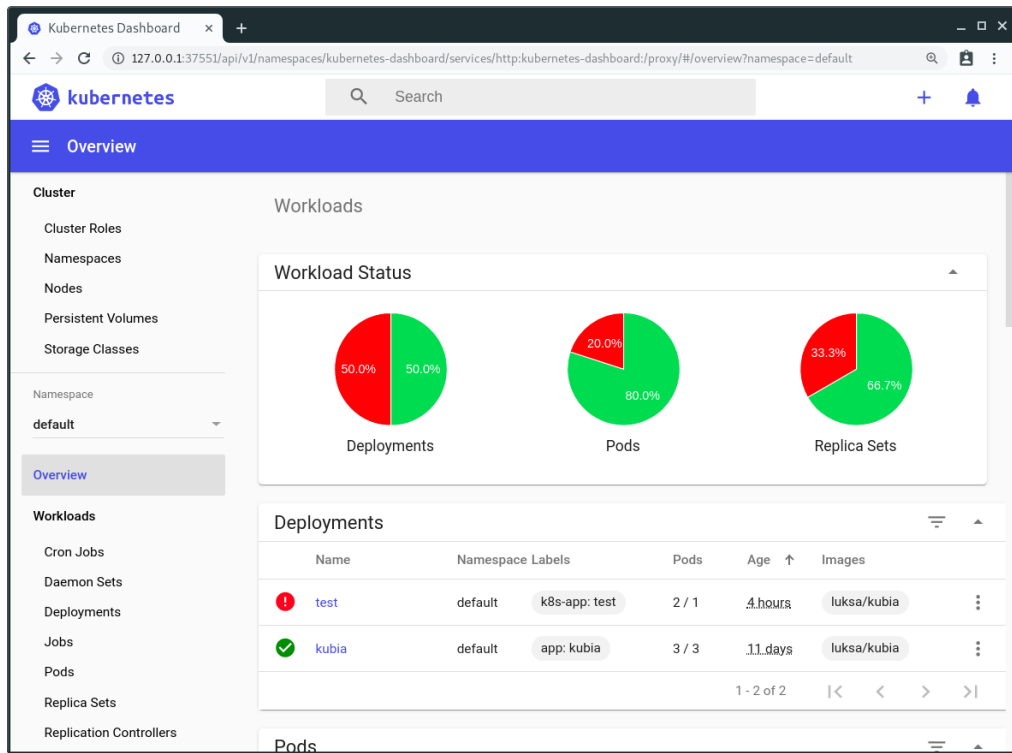 Kubernetes Dashboard
127.0.0.1:37551/api/v1/namespaces/kubernetes-dashboard/services/http:kubernetes-dashboard:/proxy/#/overview?namespace=default
kubernetes
Search
Overview
Cluster
Cluster Roles
Namespaces
Nodes
Persistent Volumes
Storage Classes
Namespace
default
Overview
Workloads
Cron Jobs
Daemon Sets
Deployments
Jobs
Pods
Replica Sets
Replication Controllers
Workloads
Workload Status
50.0% 50.0%
Deployments
20.0%
80.0%
Pods
33.3%
66.7%
Replica Sets
Deployments
Name Namespace Labels Pods Age Images
test default k8s-app: test 2 / 1 4 hours luksa/kubia
kubia default app: kubia 3 / 3 11 days luksa/kubia
1 - 2 of 2
Pods